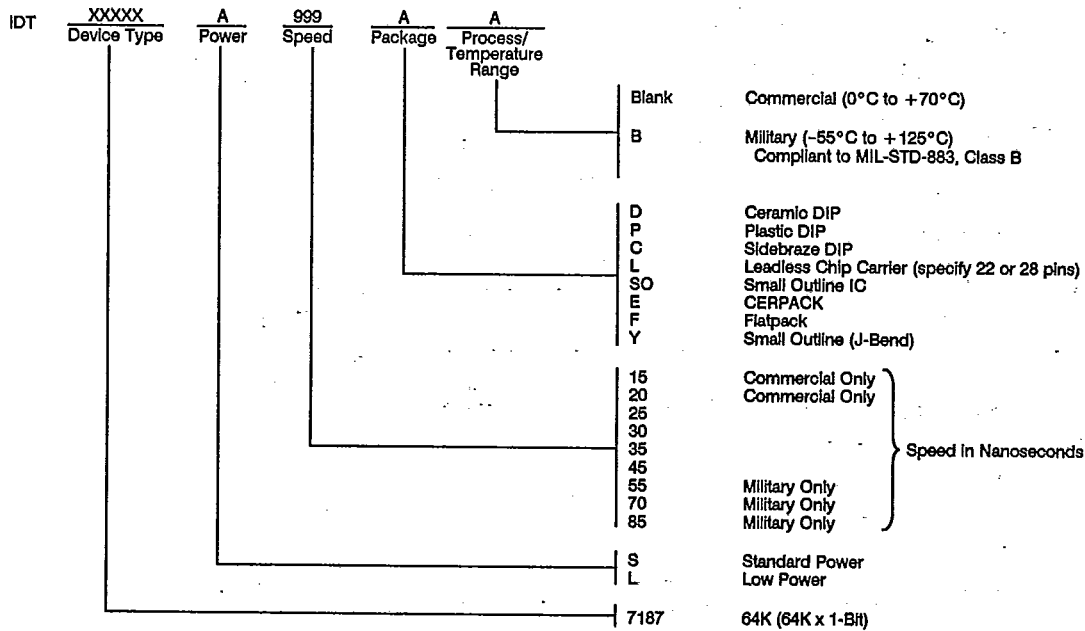 IDT XXXXX A 999 A A
Device Type Power Speed Package Process/
Temperature
Range
Blank Commercial (0°C to +70°C)
B Military (–55°C to +125°C)
Compliant to MIL-STD-883, Class B
D Ceramic DIP
P Plastic DIP
C Sidebraze DIP
L Leadless Chip Carrier (specify 22 or 28 pins)
SO Small Outline IC
E CERPACK
F Flatpack
Y Small Outline (J-Bend)
15 Commercial Only
20 Commercial Only
25
30
35 Speed in Nanoseconds
45
55 Military Only
70 Military Only
85 Military Only
S Standard Power
L Low Power
7187 64K (64K x 1-Bit)